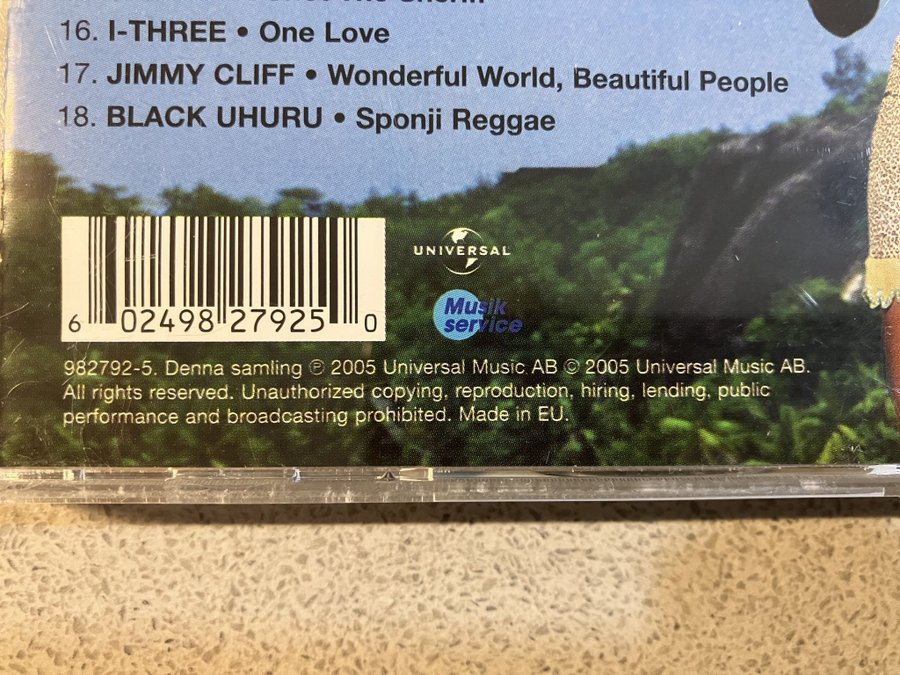 16. I-THREE • One Love
17. JIMMY CLIFF • Wonderful World, Beautiful People
18. BLACK UHURU • Sponji Reggae
UNIVERSAL
Musik
service
6 02498 27925 0
982792-5. Denna samling ℗ 2005 Universal Music AB © 2005 Universal Music AB.
All rights reserved. Unauthorized copying, reproduction, hiring, lending, public
performance and broadcasting prohibited. Made in EU.